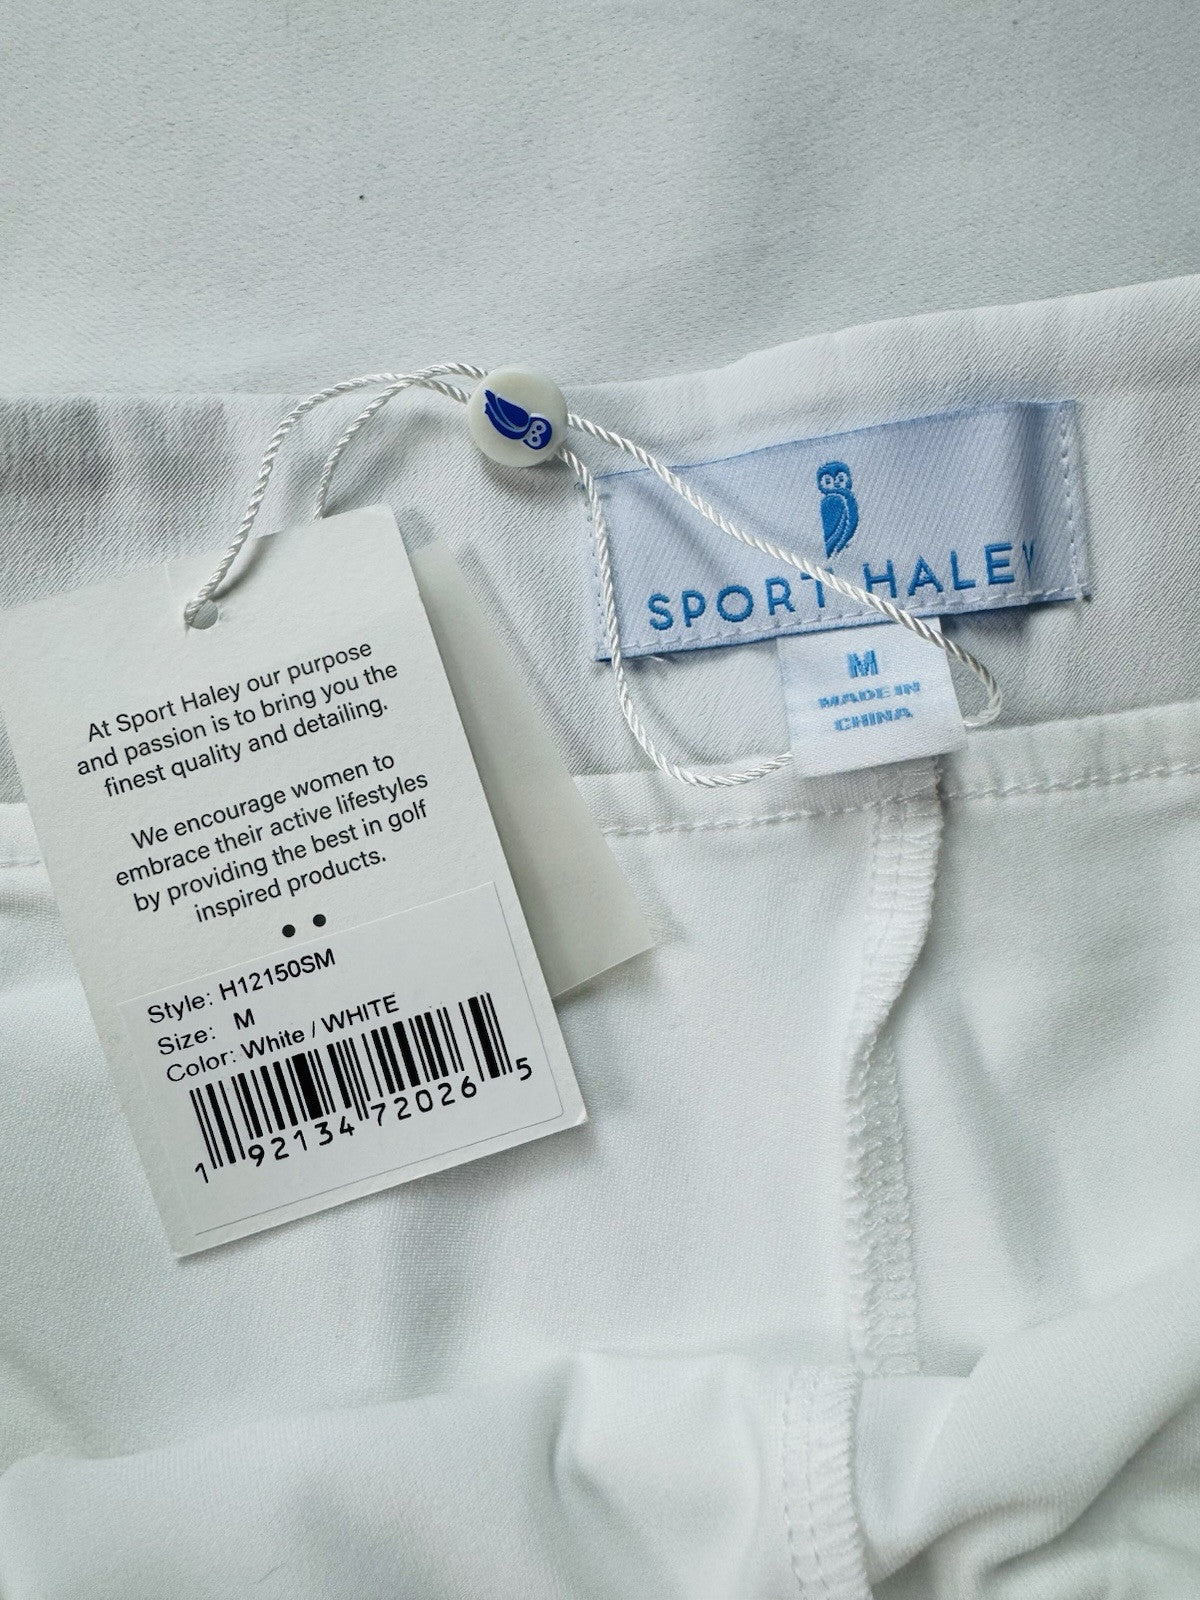 SPORT HALEY
M
MADE IN
CHINA
At Sport Haley our purpose
and passion is to bring you the
finest quality and detailing.
We encourage women to
embrace their active lifestyles
by providing the best in golf
inspired products.
Style: H12150SM
Size: M
Color: White / WHITE
1 92134 72026 5